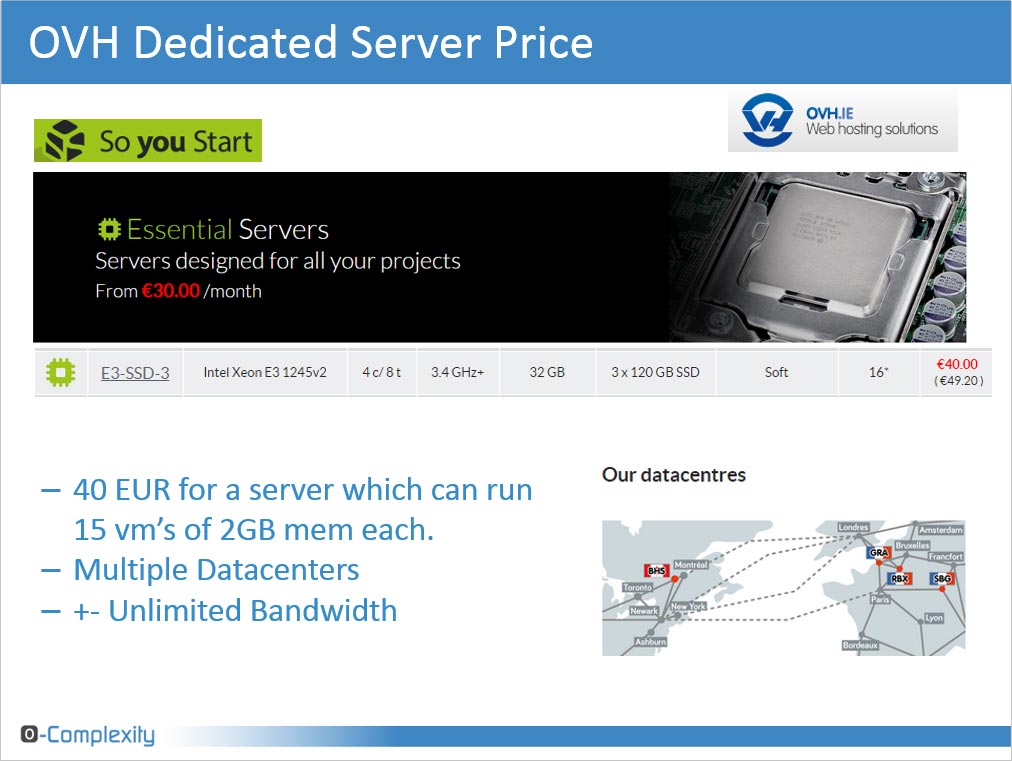 OVH Dedicated Server Price
So you Start
OVH.IE
Web hosting solutions
Essential Servers
Servers designed for all your projects
From €30.00 /month
E3-SSD-3 Intel Xeon E3 1245v2 4 c/ 8 t 3.4 GHz+ 32 GB 3 x 120 GB SSD Soft 16* €40.00
( €49.20 )
– 40 EUR for a server which can run
15 vm’s of 2GB mem each.
– Multiple Datacenters
– +- Unlimited Bandwidth
Our datacentres
Londres
Amsterdam
GRA
Bruxelles
Francfort
BHS
Montréal
RBX
SBG
Toronto
Paris
Newark
New York
Lyon
Ashburn
Bordeaux
O-Complexity